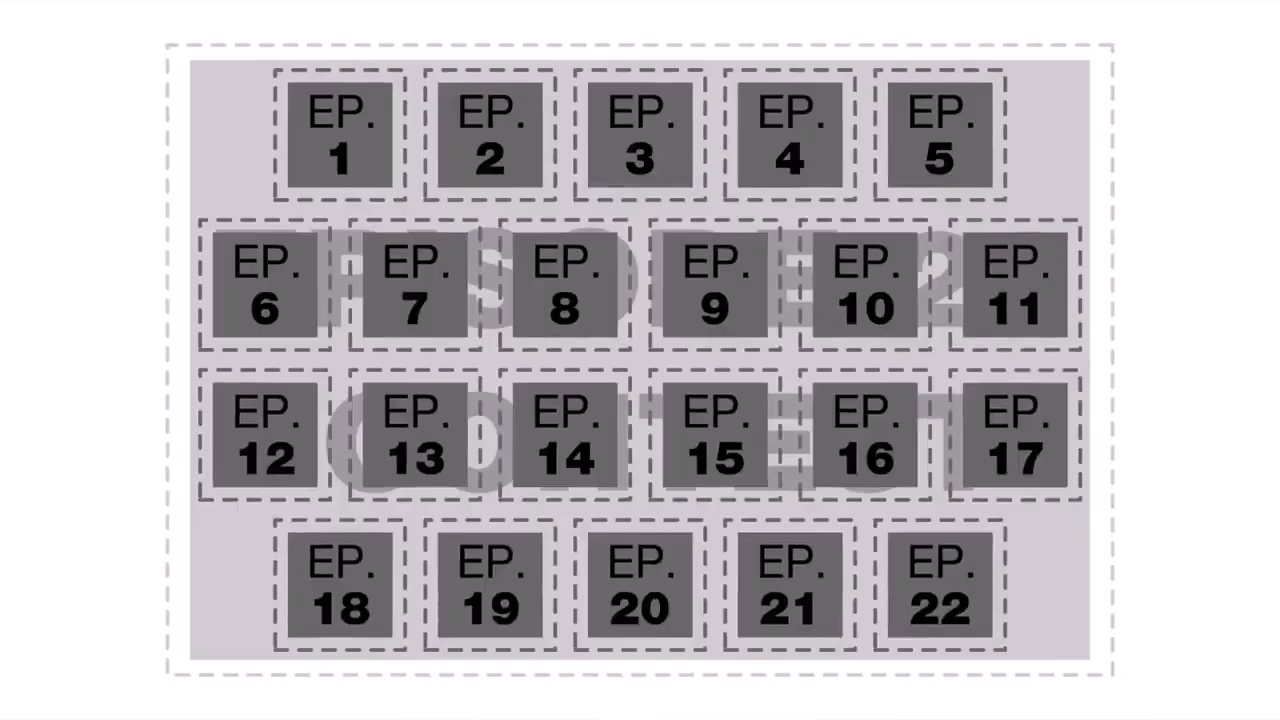 EP. EP. EP. EP. EP.
1 2 3 4 5
EP. EP. EP. EP. EP. EP.
6 7 8 9 10 11
EP. EP. EP. EP. EP. EP.
12 13 14 15 16 17
EP. EP. EP. EP. EP.
18 19 20 21 22